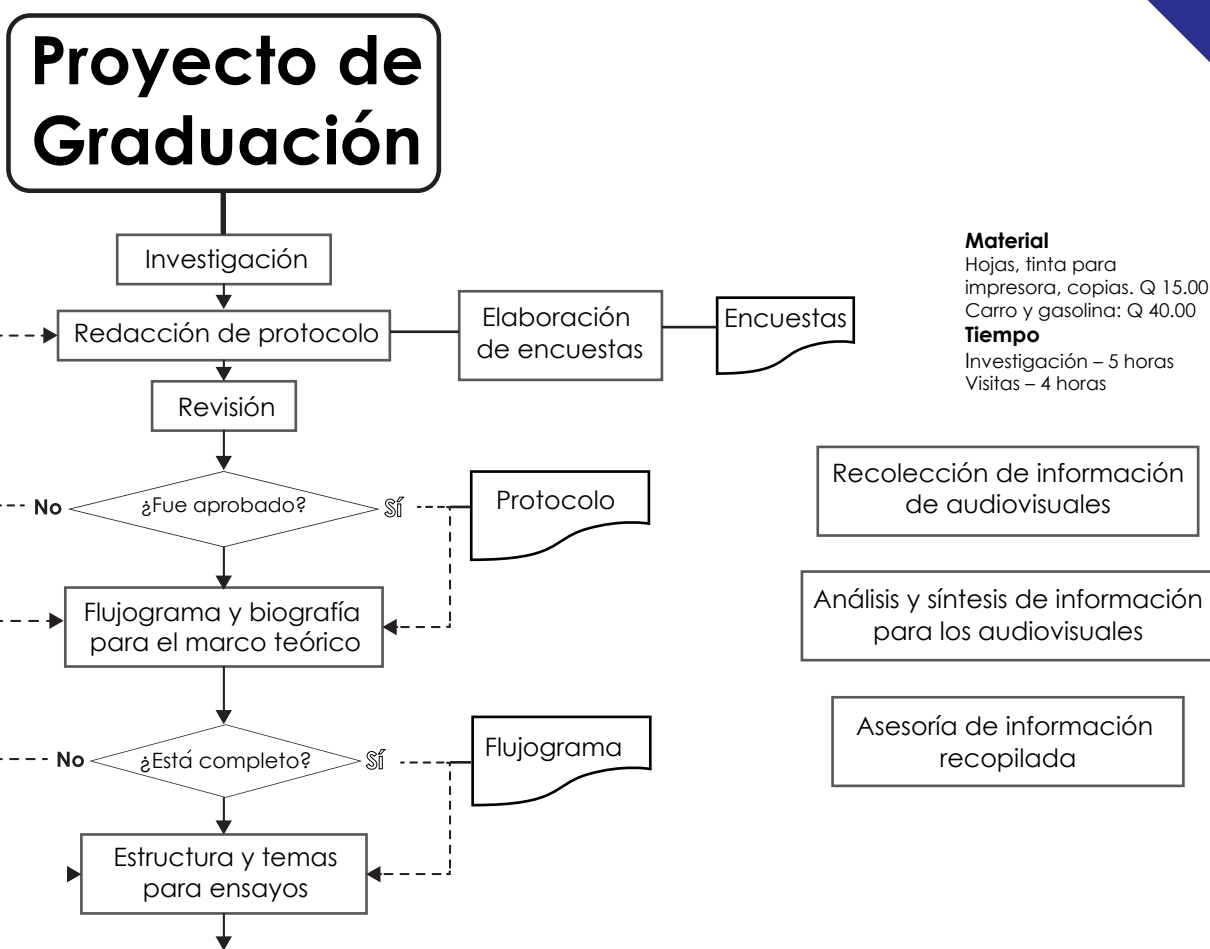 Proyecto de
Graduación
Investigación
Redacción de protocolo
Elaboración
de encuestas
Encuestas
Material
Hojas, tinta para
impresora, copias. Q 15.00
Carro y gasolina: Q 40.00
Tiempo
Investigación – 5 horas
Visitas – 4 horas
Revisión
No
¿Fue aprobado?
Sí
Protocolo
Recolección de información
de audiovisuales
Flujograma y biografía
para el marco teórico
Análisis y síntesis de información
para los audiovisuales
No
¿Está completo?
Sí
Flujograma
Asesoría de información
recopilada
Estructura y temas
para ensayos